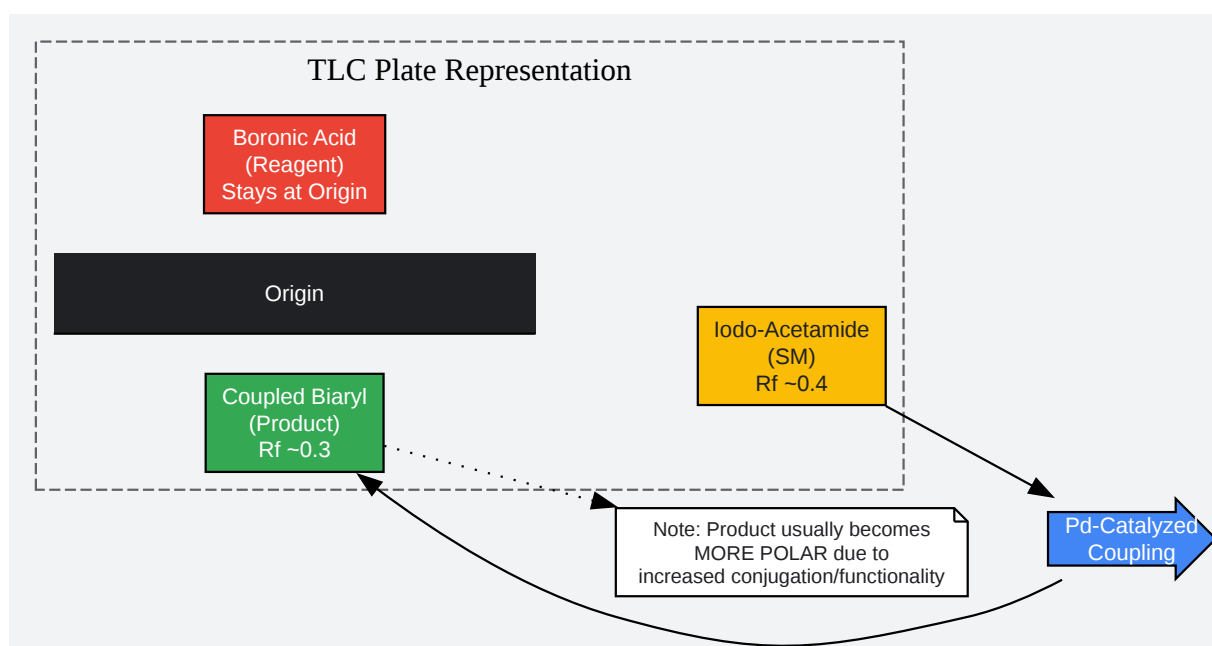 TLC Plate Representation
Boronic Acid
(Reagent)
Stays at Origin
Origin
Iodo-Acetamide
(SM)
Rf ~0.4
Coupled Biaryl
(Product)
Rf ~0.3
Note: Product usually becomes
MORE POLAR due to
increased conjugation/functionality
Pd-Catalyzed
Coupling